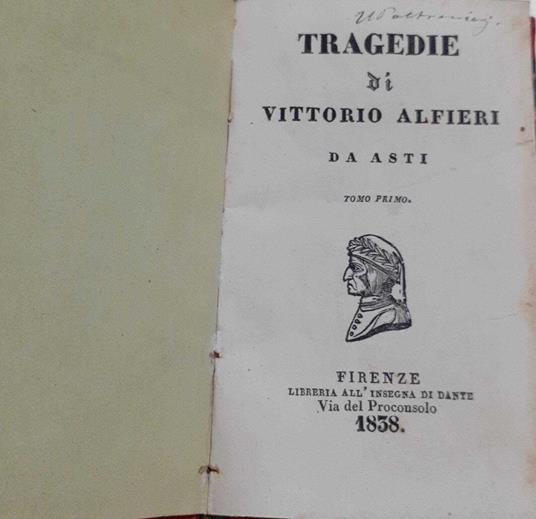 TRAGEDIE
di
VITTORIO ALFIERI
DA ASTI
TOMO PRIMO.
FIRENZE
LIBRERIA ALL' INSEGNA DI DANTE
Via del Proconsolo
1838.